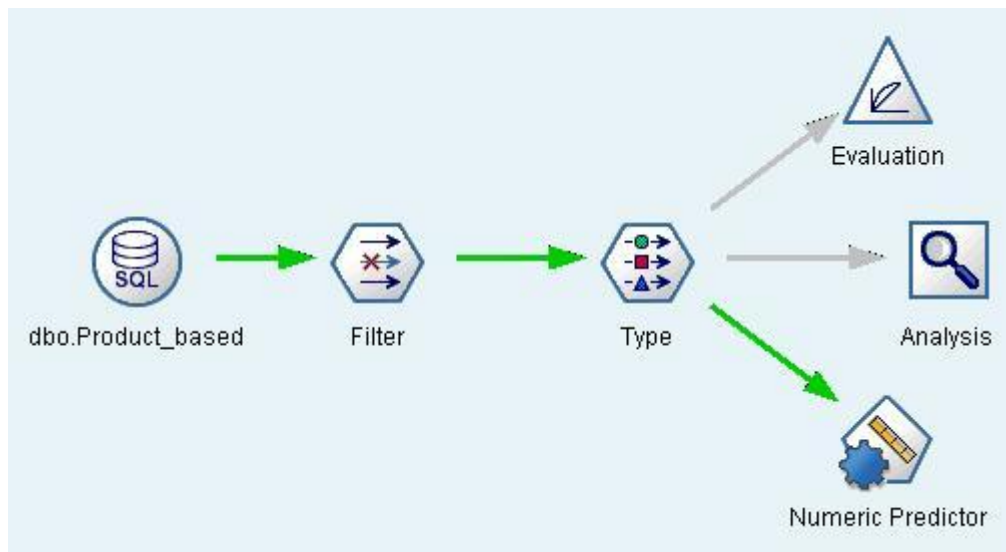 Evaluation
SQL
dbo.Product_based
Filter
Type
Analysis
Numeric Predictor